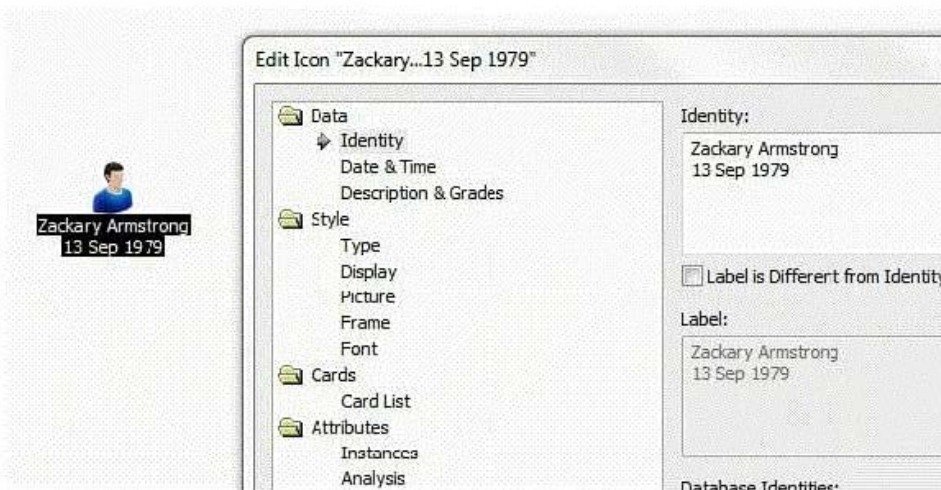 Edit Icon "Zackary...13 Sep 1979"
Zackary Armstrong
13 Sep 1979
Data
Identity
Date & Time
Description & Grades
Style
Type
Display
Picture
Frame
Font
Cards
Card List
Attributes
Instances
Analysis
Identity:
Zackary Armstrong
13 Sep 1979
Label is Different from Identity
Label:
Zackary Armstrong
13 Sep 1979
Database Identities: